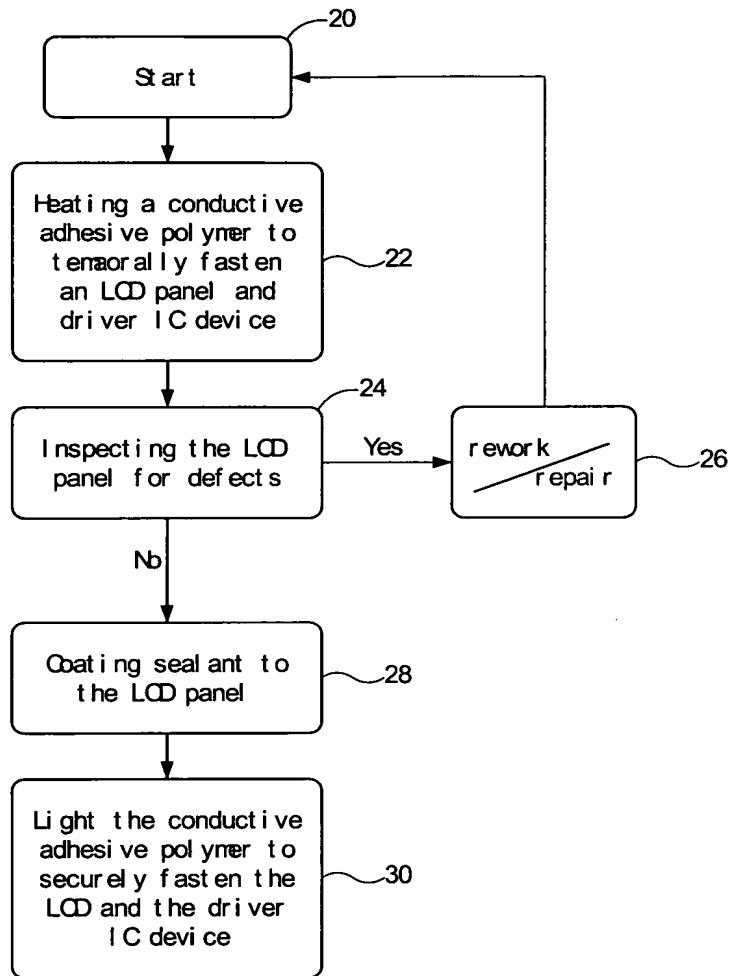 20
Start
Heating a conductive
adhesive polymer to
temaorally fasten
an LCD panel and
driver IC device
22
24
Inspecting the LCD
panel for defects
Yes
rework
repair
26
No
Coating sealant to
the LCD panel
28
Light the conductive
adhesive polymer to
securely fasten the
LCD and the driver
IC device
30